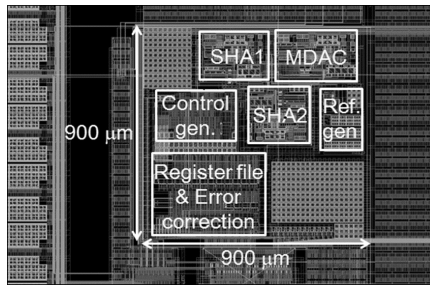 SHA1
MDAC
Control
gen.
SHA2
Ref.
gen
900 μm
Register file
& Error
correction
900 μm